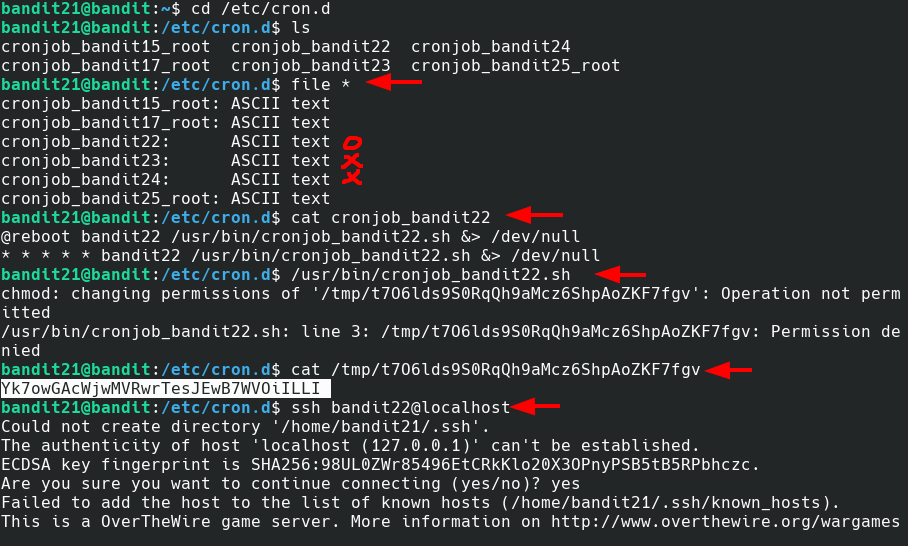 bandit21@bandit:~$ cd /etc/cron.d
bandit21@bandit:/etc/cron.d$ ls
cronjob_bandit15_root  cronjob_bandit22  cronjob_bandit24
cronjob_bandit17_root  cronjob_bandit23  cronjob_bandit25_root
bandit21@bandit:/etc/cron.d$ file *
cronjob_bandit15_root: ASCII text
cronjob_bandit17_root: ASCII text
cronjob_bandit22:      ASCII text
cronjob_bandit23:      ASCII text
cronjob_bandit24:      ASCII text
cronjob_bandit25_root: ASCII text
bandit21@bandit:/etc/cron.d$ cat cronjob_bandit22
@reboot bandit22 /usr/bin/cronjob_bandit22.sh &> /dev/null
* * * * * bandit22 /usr/bin/cronjob_bandit22.sh &> /dev/null
bandit21@bandit:/etc/cron.d$ /usr/bin/cronjob_bandit22.sh
chmod: changing permissions of '/tmp/t7O6lds9S0RqQh9aMcz6ShpAoZKF7fgv': Operation not perm
itted
/usr/bin/cronjob_bandit22.sh: line 3: /tmp/t7O6lds9S0RqQh9aMcz6ShpAoZKF7fgv: Permission de
nied
bandit21@bandit:/etc/cron.d$ cat /tmp/t7O6lds9S0RqQh9aMcz6ShpAoZKF7fgv
Yk7owGAcWjwMVRwrTesJEwB7WVOiILLI
bandit21@bandit:/etc/cron.d$ ssh bandit22@localhost
Could not create directory '/home/bandit21/.ssh'.
The authenticity of host 'localhost (127.0.0.1)' can't be established.
ECDSA key fingerprint is SHA256:98UL0ZWr85496EtCRkKlo20X3OPnyPSB5tB5RPbhczc.
Are you sure you want to continue connecting (yes/no)? yes
Failed to add the host to the list of known hosts (/home/bandit21/.ssh/known_hosts).
This is a OverTheWire game server. More information on http://www.overthewire.org/wargames